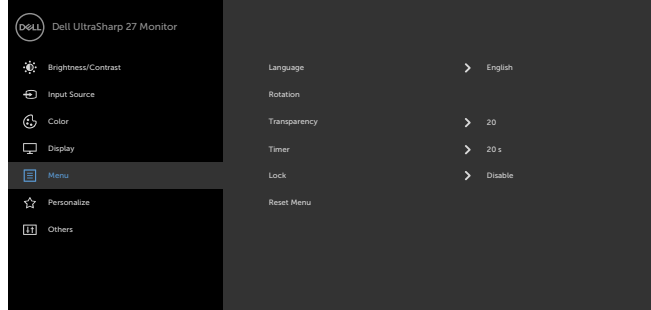 DELL Dell UltraSharp 27 Monitor
Brightness/Contrast
Input Source
Color
Display
Menu
Personalize
Others
Language > English
Rotation
Transparency > 20
Timer > 20 s
Lock > Disable
Reset Menu